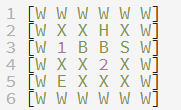 1 [W W W W W W]
2 [W X X H X W]
3 [W 1 B B S W]
4 [W X X 2 X W]
5 [W E X X X W]
6 [W W W W W W]